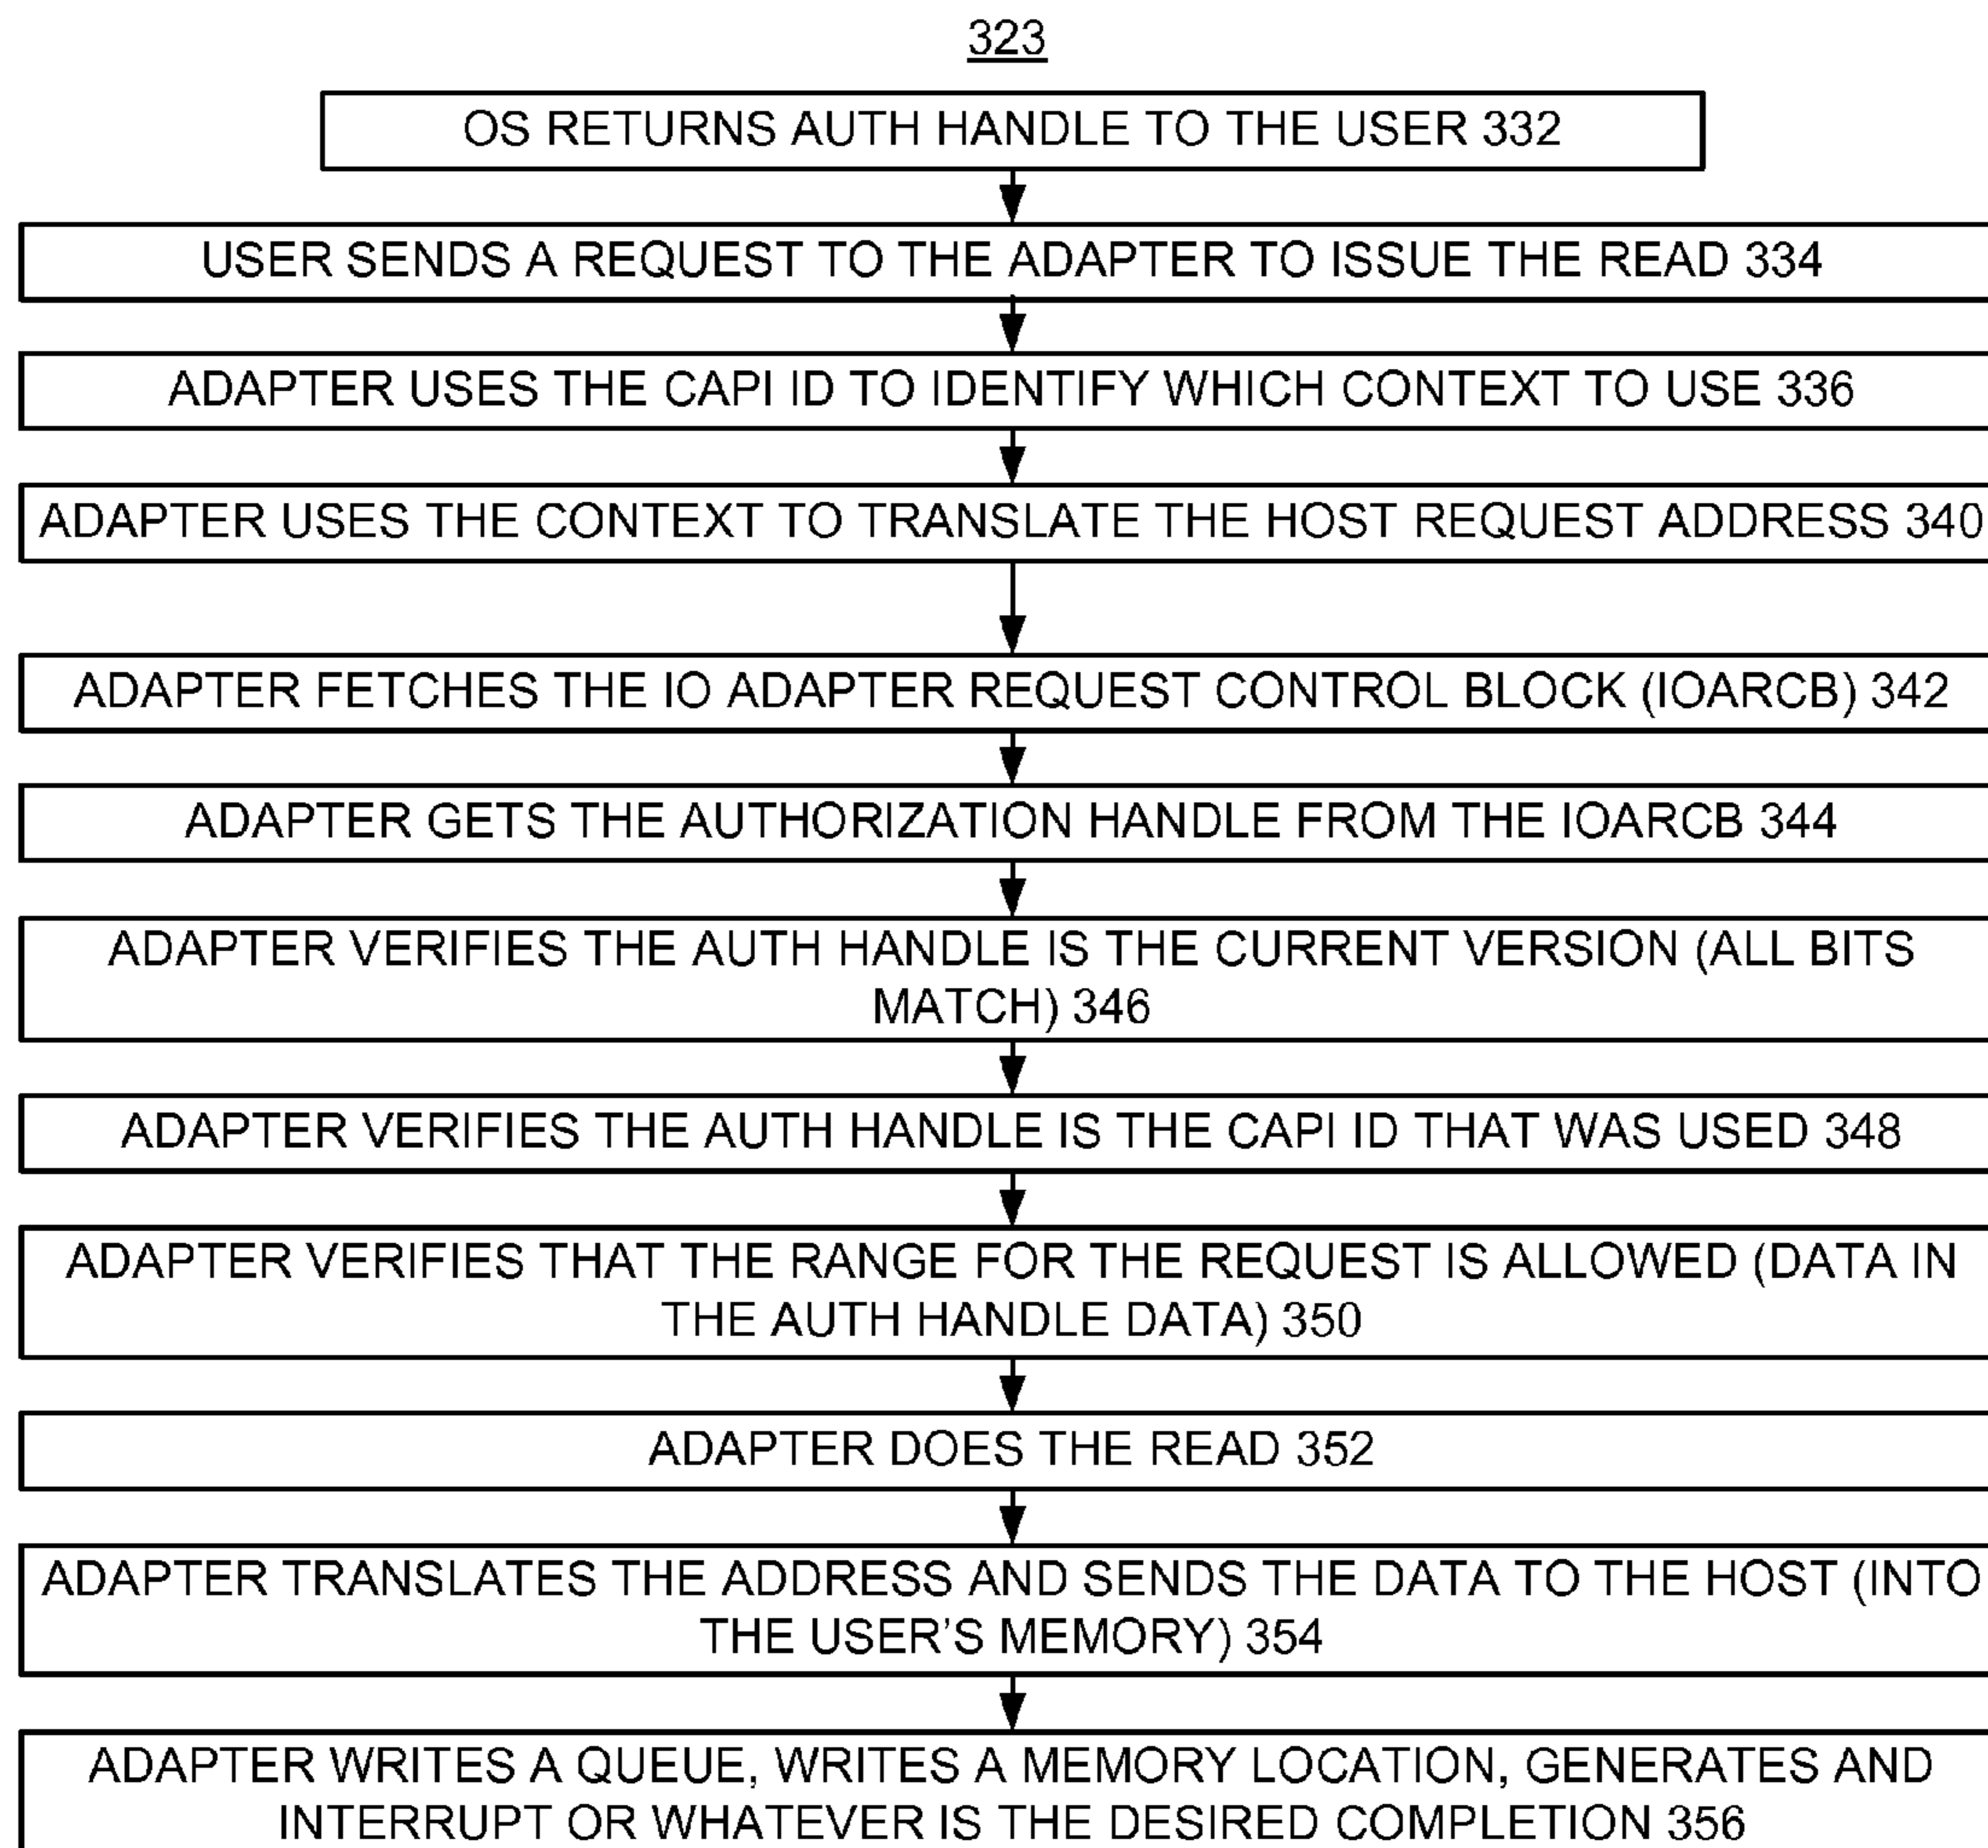 323
OS RETURNS AUTH HANDLE TO THE USER 332
USER SENDS A REQUEST TO THE ADAPTER TO ISSUE THE READ 334
ADAPTER USES THE CAPI ID TO IDENTIFY WHICH CONTEXT TO USE 336
ADAPTER USES THE CONTEXT TO TRANSLATE THE HOST REQUEST ADDRESS 340
ADAPTER FETCHES THE IO ADAPTER REQUEST CONTROL BLOCK (IOARCB) 342
ADAPTER GETS THE AUTHORIZATION HANDLE FROM THE IOARCB 344
ADAPTER VERIFIES THE AUTH HANDLE IS THE CURRENT VERSION (ALL BITS
MATCH) 346
ADAPTER VERIFIES THE AUTH HANDLE IS THE CAPI ID THAT WAS USED 348
ADAPTER VERIFIES THAT THE RANGE FOR THE REQUEST IS ALLOWED (DATA IN
THE AUTH HANDLE DATA) 350
ADAPTER DOES THE READ 352
ADAPTER TRANSLATES THE ADDRESS AND SENDS THE DATA TO THE HOST (INTO
THE USER'S MEMORY) 354
ADAPTER WRITES A QUEUE, WRITES A MEMORY LOCATION, GENERATES AND
INTERRUPT OR WHATEVER IS THE DESIRED COMPLETION 356